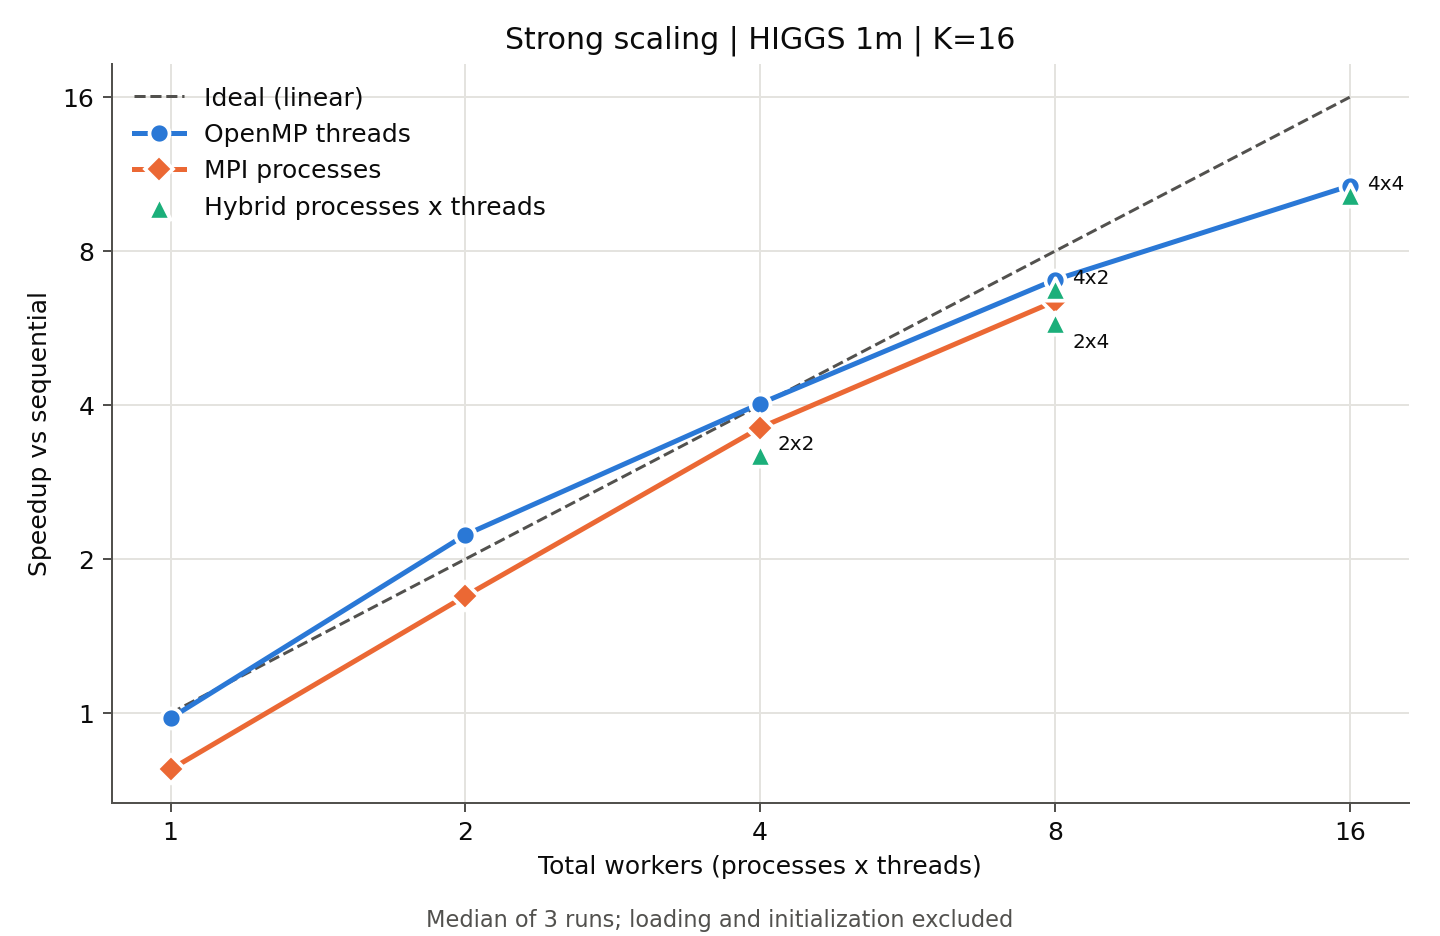 Strong scaling | HIGGS 1m | K=16
Ideal (linear)
OpenMP threads
MPI processes
Hybrid processes x threads
Speedup vs sequential
16
8
4
2
1
4x4
4x2
2x4
2x2
1 2 4 8 16
Total workers (processes x threads)
Median of 3 runs; loading and initialization excluded